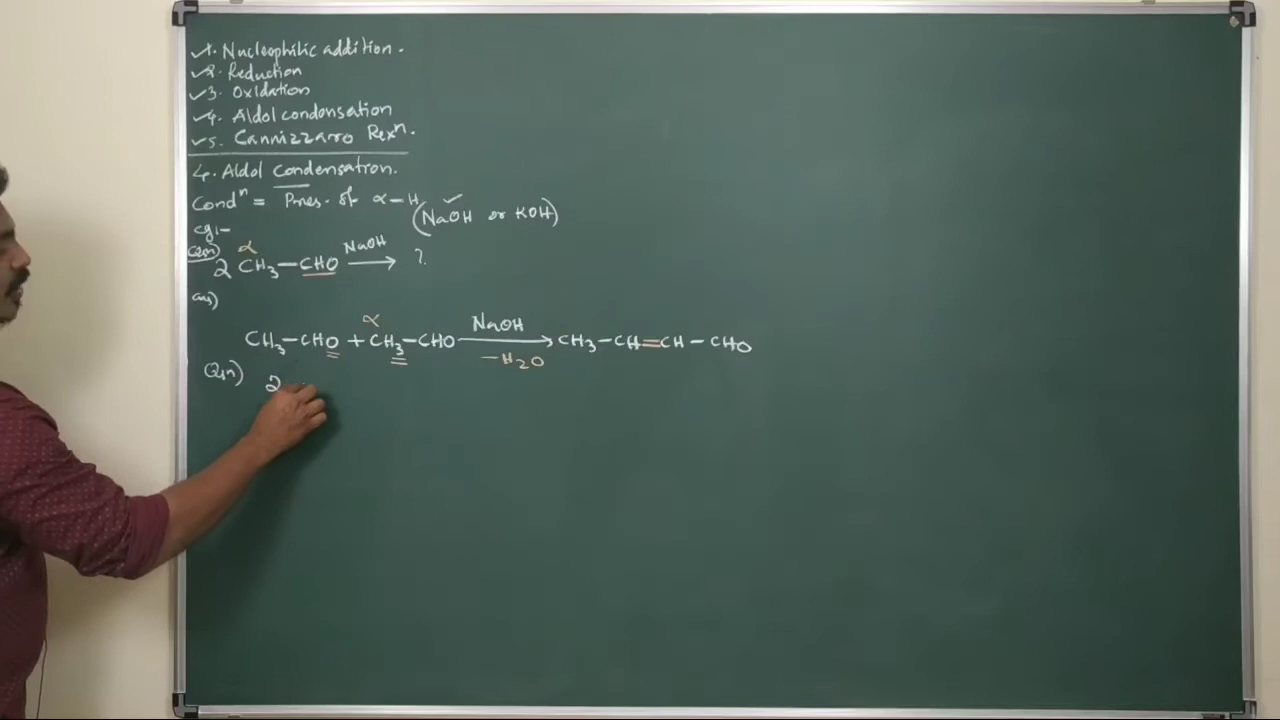 ✓1. Nucleophilic addition.
✓2. Reduction
✓3. Oxidation
✓4. Aldol condensation
✓5. Cannizzaro Rexⁿ.
4. Aldol Condensation.
Condⁿ = Pres. of α-H (NaOH or KOH)
eg:-
Qsn) 2 CH₃-CHO NaOH → ?
α
ans)
CH₃-CHO + CH₃-CHO NaOH → CH₃-CH=CH-CHO
α -H₂O
Qsn) 2